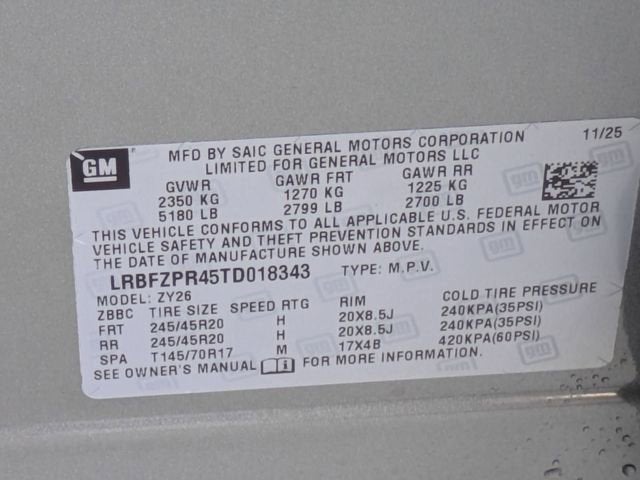 GM
MFD BY SAIC GENERAL MOTORS CORPORATION 11/25
LIMITED FOR GENERAL MOTORS LLC
GVWR GAWR FRT GAWR RR
2350 KG 1270 KG 1225 KG
5180 LB 2799 LB 2700 LB
THIS VEHICLE CONFORMS TO ALL APPLICABLE U.S. FEDERAL MOTOR
VEHICLE SAFETY AND THEFT PREVENTION STANDARDS IN EFFECT ON
THE DATE OF MANUFACTURE SHOWN ABOVE.
LRBFZPR45TD018343 TYPE: M.P.V.
MODEL: ZY26
ZBBC TIRE SIZE SPEED RTG RIM COLD TIRE PRESSURE
FRT 245/45R20 H 20X8.5J 240KPA(35PSI)
RR 245/45R20 H 20X8.5J 240KPA(35PSI)
SPA T145/70R17 M 17X4B 420KPA(60PSI)
SEE OWNER'S MANUAL FOR MORE INFORMATION.